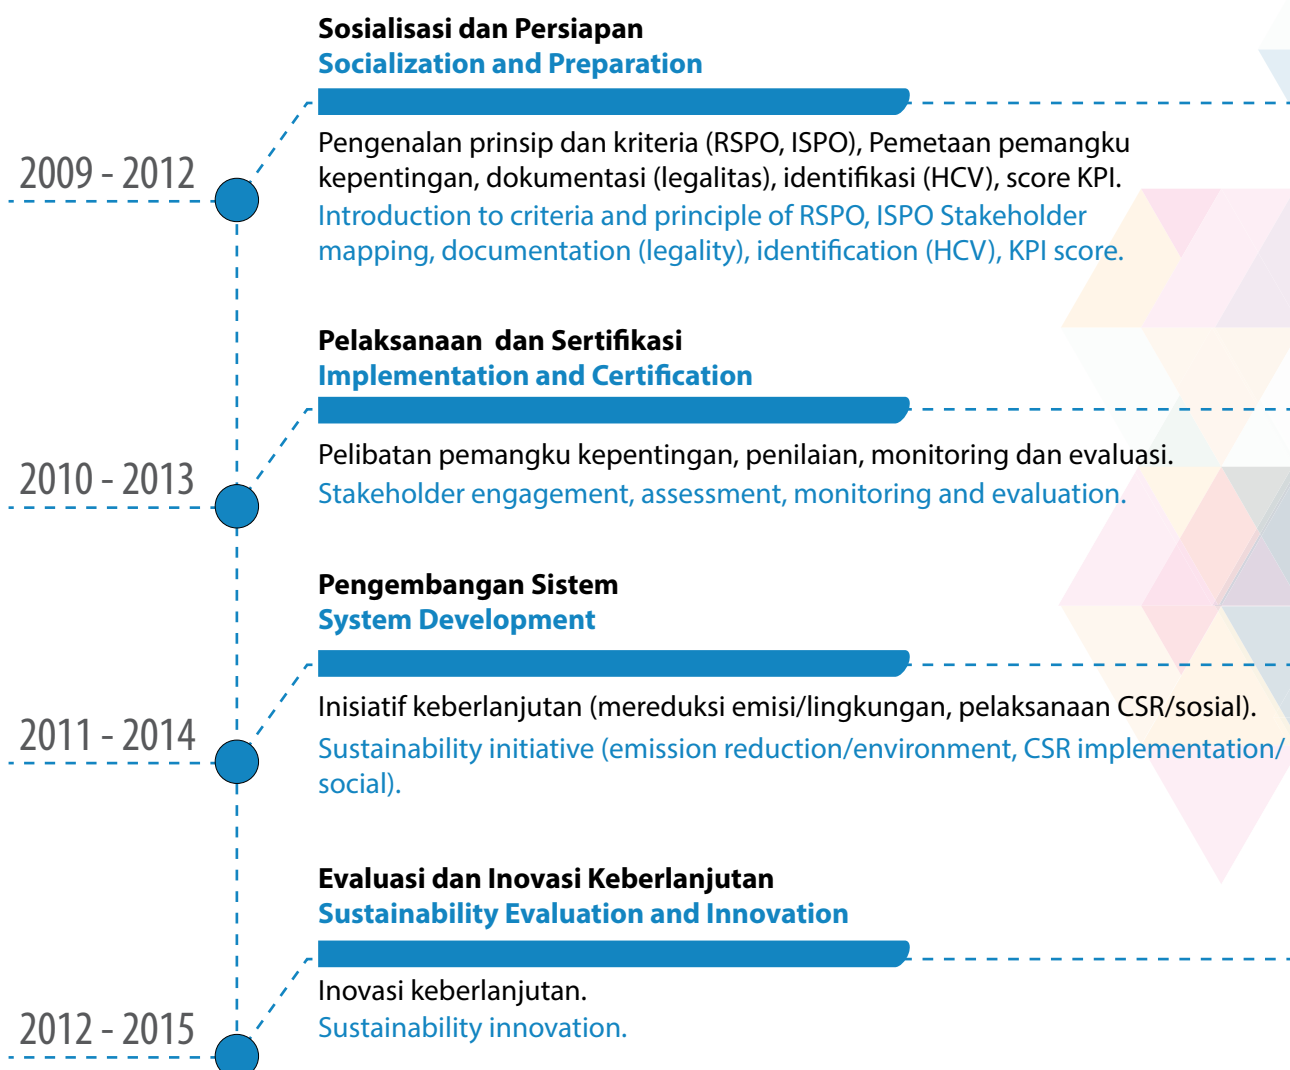 Sosialisasi dan Persiapan
Socialization and Preparation
2009 - 2012
Pengenalan prinsip dan kriteria (RSPO, ISPO), Pemetaan pemangku
kepentingan, dokumentasi (legalitas), identifikasi (HCV), score KPI.
Introduction to criteria and principle of RSPO, ISPO Stakeholder
mapping, documentation (legality), identification (HCV), KPI score.
Pelaksanaan dan Sertifikasi
Implementation and Certification
2010 - 2013
Pelibatan pemangku kepentingan, penilaian, monitoring dan evaluasi.
Stakeholder engagement, assessment, monitoring and evaluation.
Pengembangan Sistem
System Development
2011 - 2014
Inisiatif keberlanjutan (mereduksi emisi/lingkungan, pelaksanaan CSR/sosial).
Sustainability initiative (emission reduction/environment, CSR implementation/
social).
Evaluasi dan Inovasi Keberlanjutan
Sustainability Evaluation and Innovation
2012 - 2015
Inovasi keberlanjutan.
Sustainability innovation.